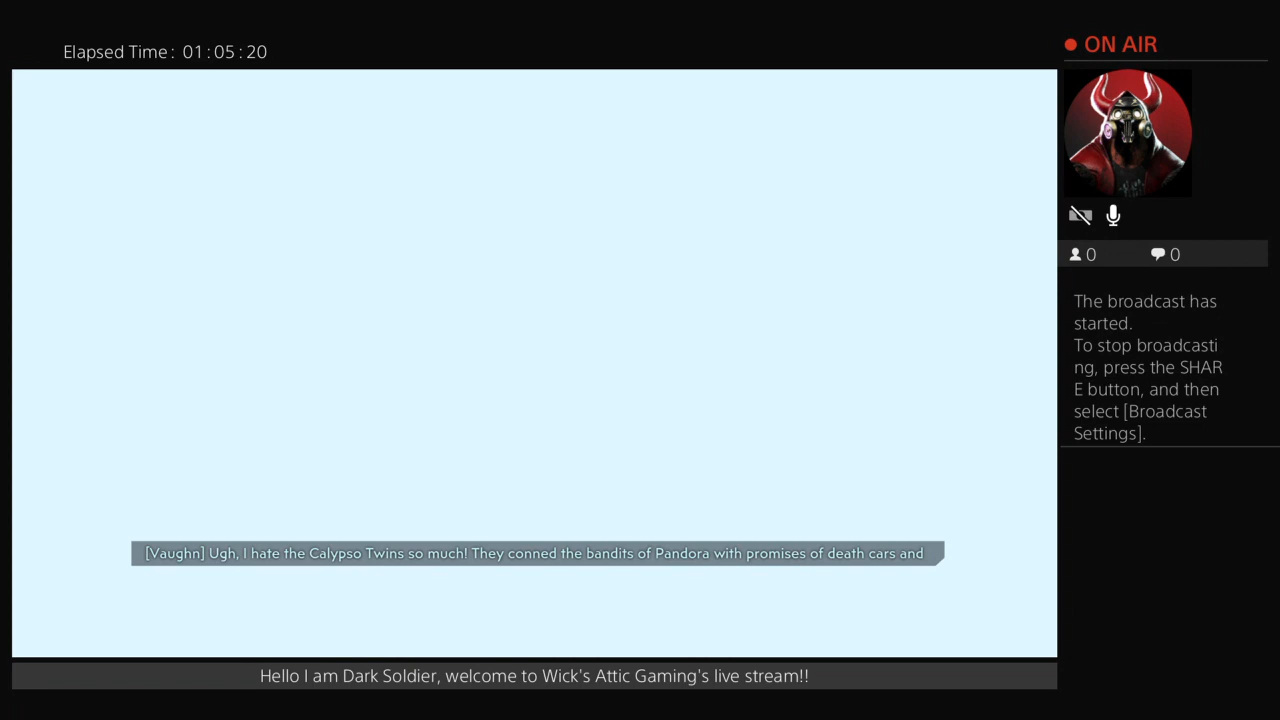 Elapsed Time: 01:05:20
ON AIR
0 0
The broadcast has
started.
To stop broadcasti
ng, press the SHAR
E button, and then
select [Broadcast
Settings].
[Vaughn] Ugh, I hate the Calypso Twins so much! They conned the bandits of Pandora with promises of death cars and
Hello I am Dark Soldier, welcome to Wick's Attic Gaming's live stream!!